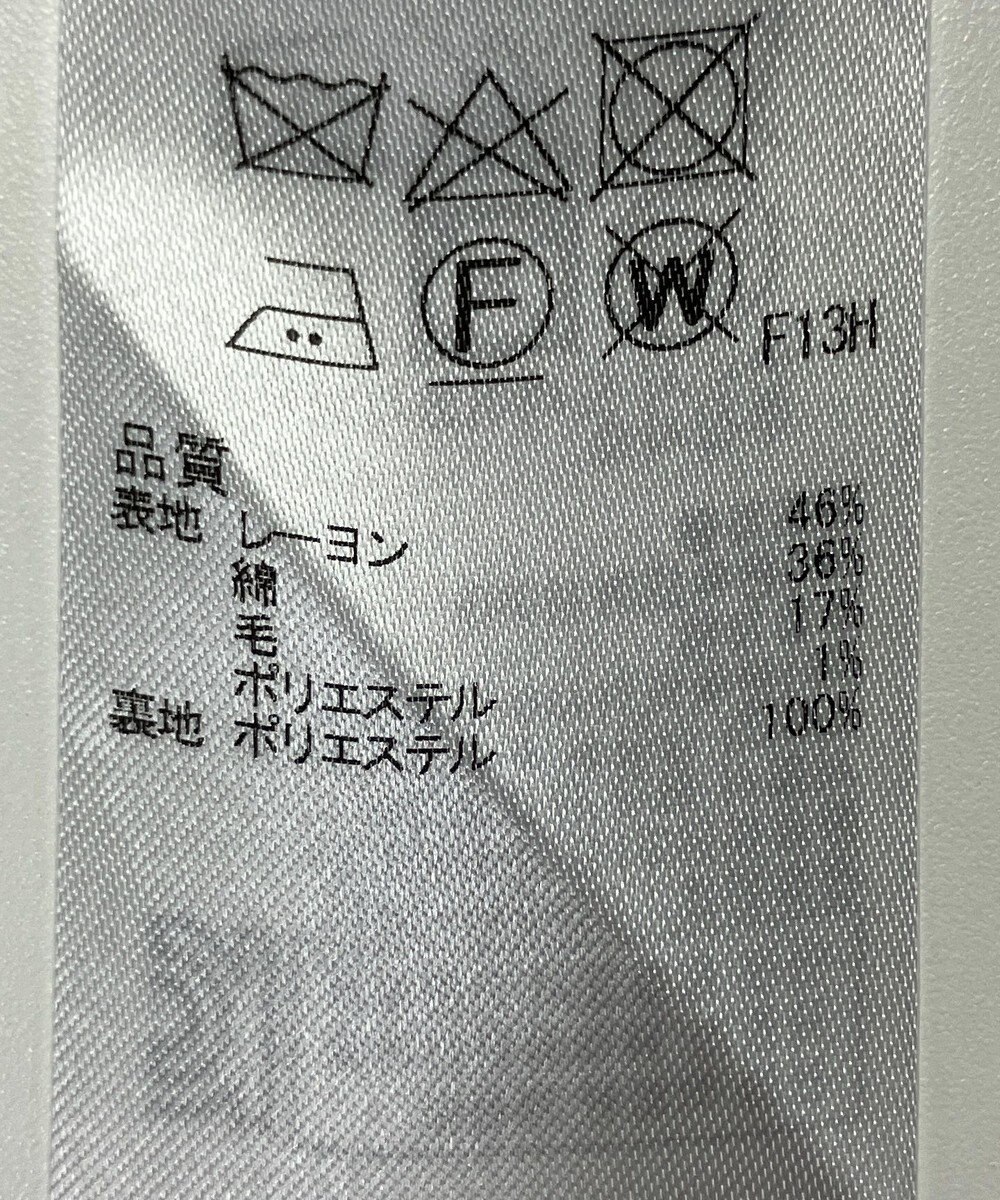 F W F13H
品質
表地 レーヨン 46%
綿 36%
毛 17%
ポリエステル 1%
裏地 ポリエステル 100%